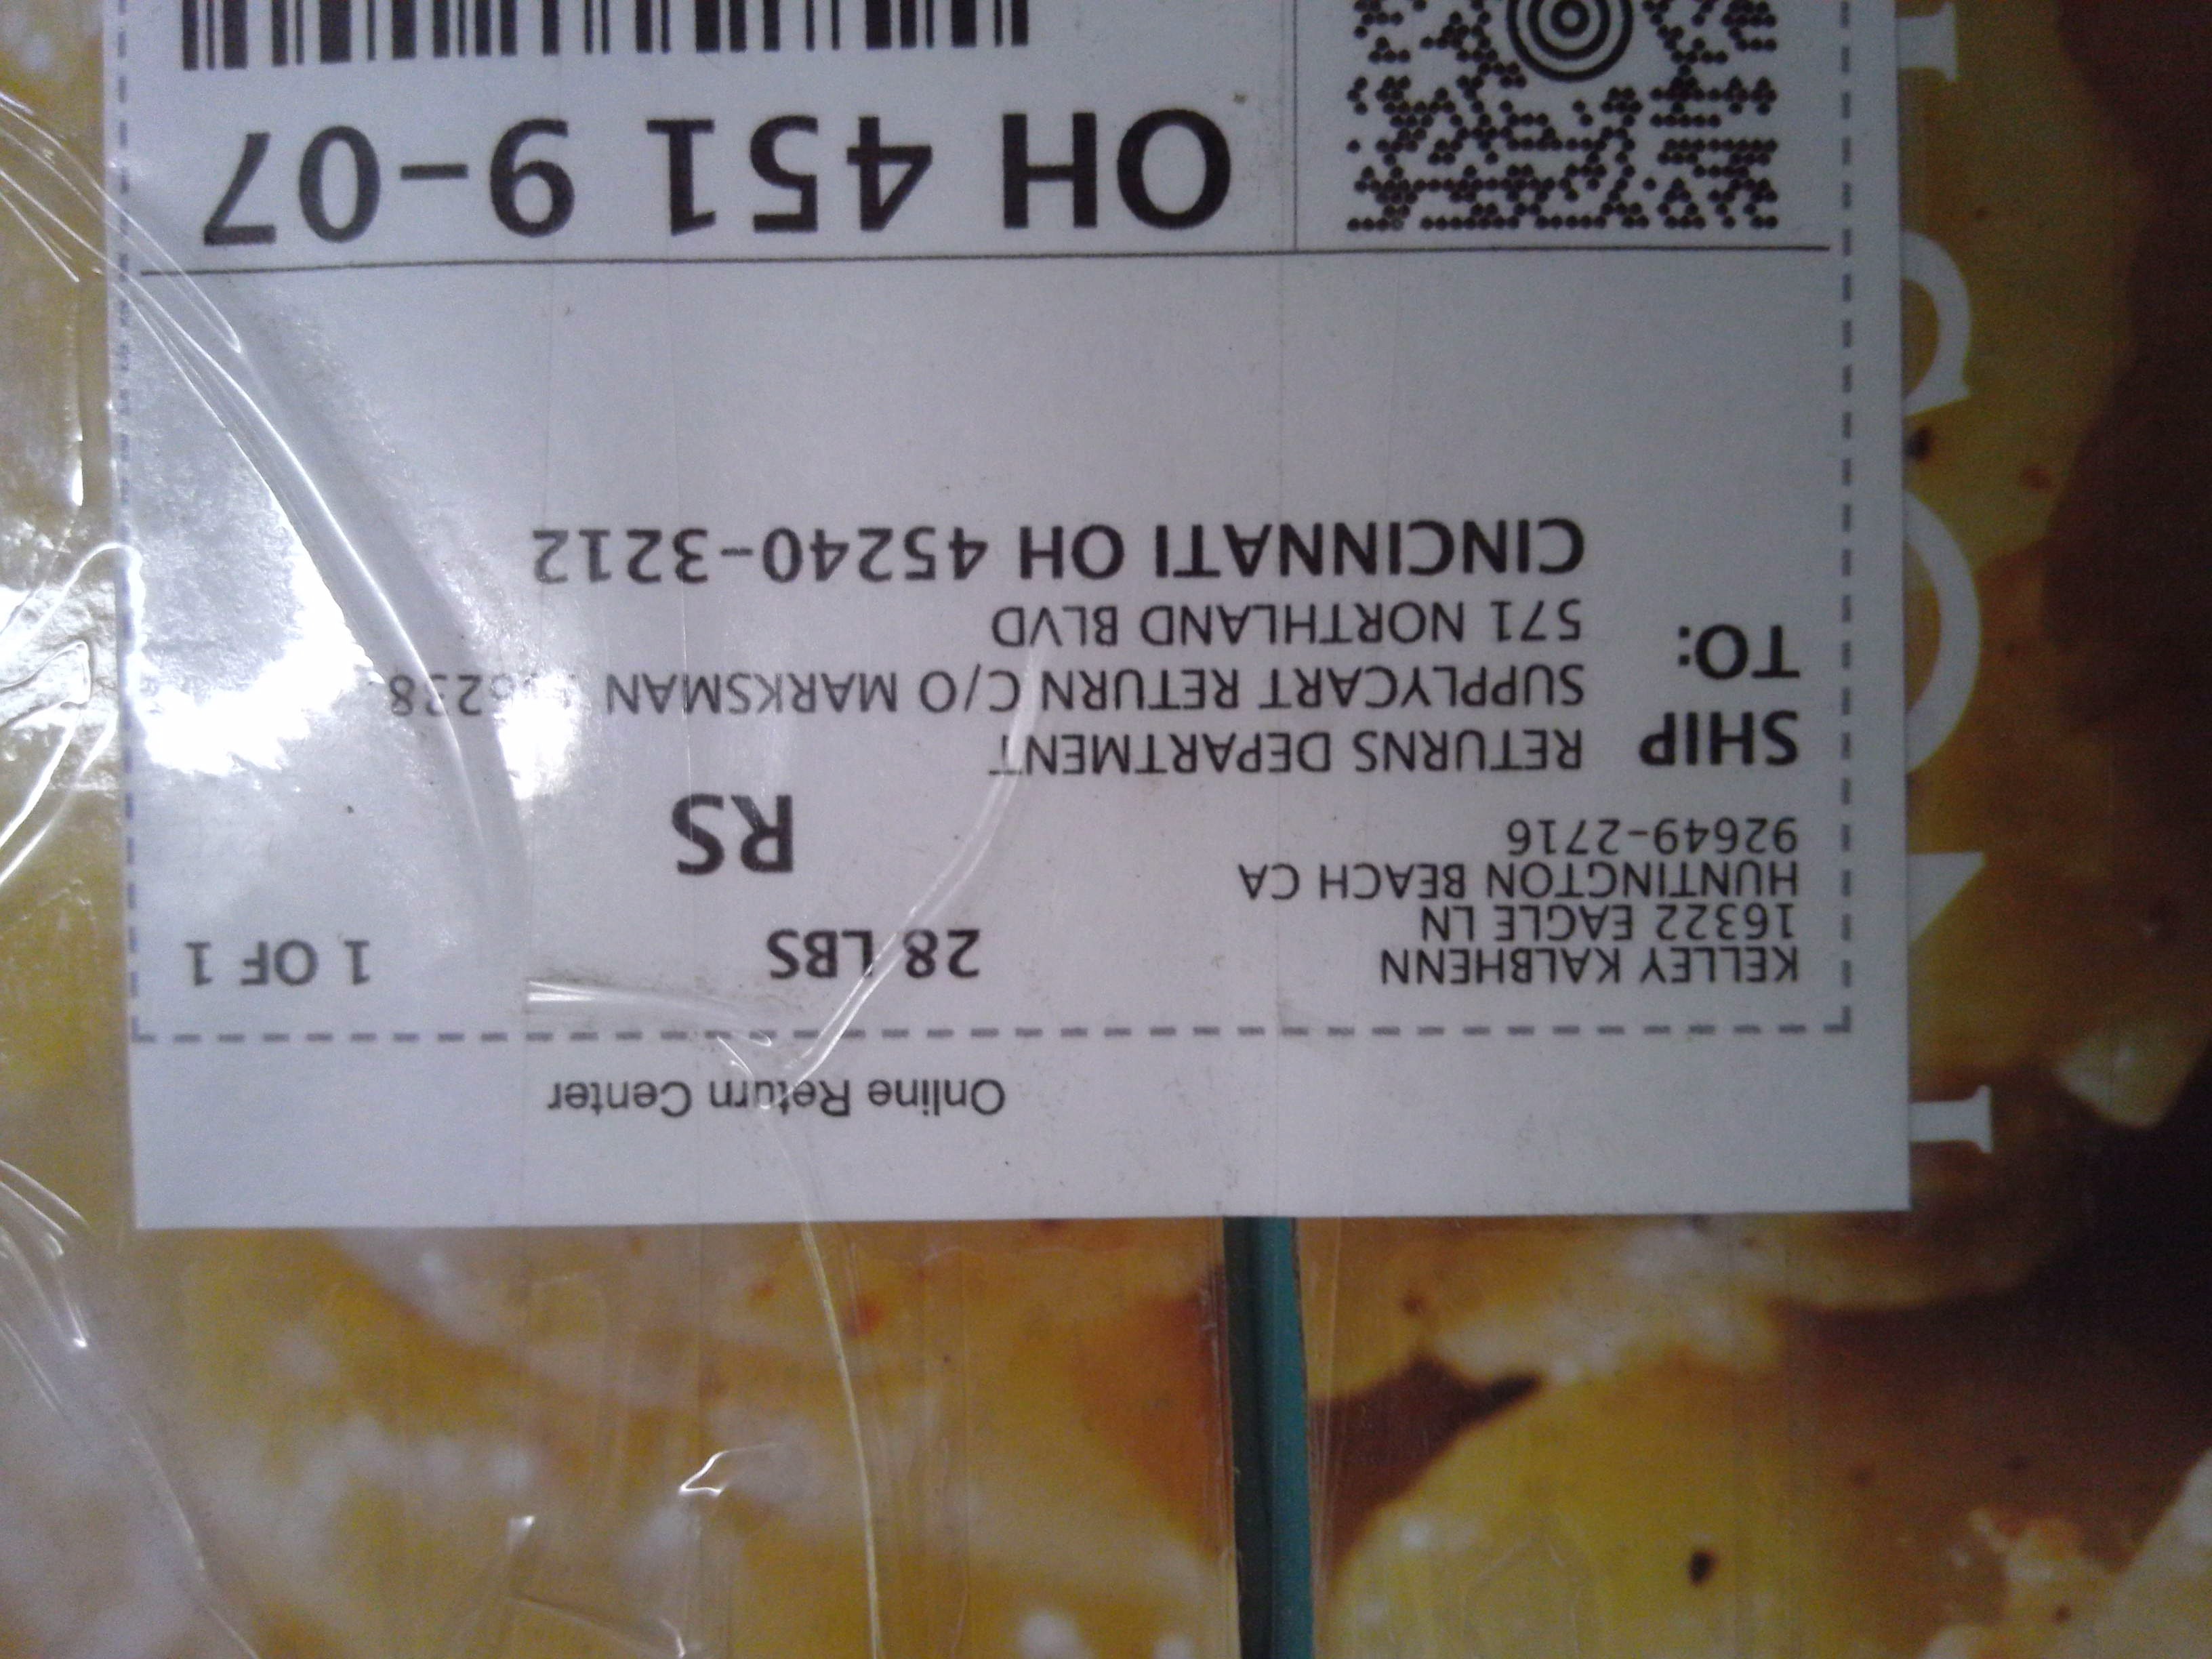 Online Return Center
KELLEY KALBHENN
16322 EAGLE LN
HUNTINGTON BEACH CA
92649-2716
28 LBS
1 OF 1
RS
SHIP
TO:
RETURNS DEPARTMENT
SUPPLYCART RETURN C/O MARKSMAN
571 NORTHLAND BLVD
CINCINNATI OH 45240-3212
OH 451 9-07